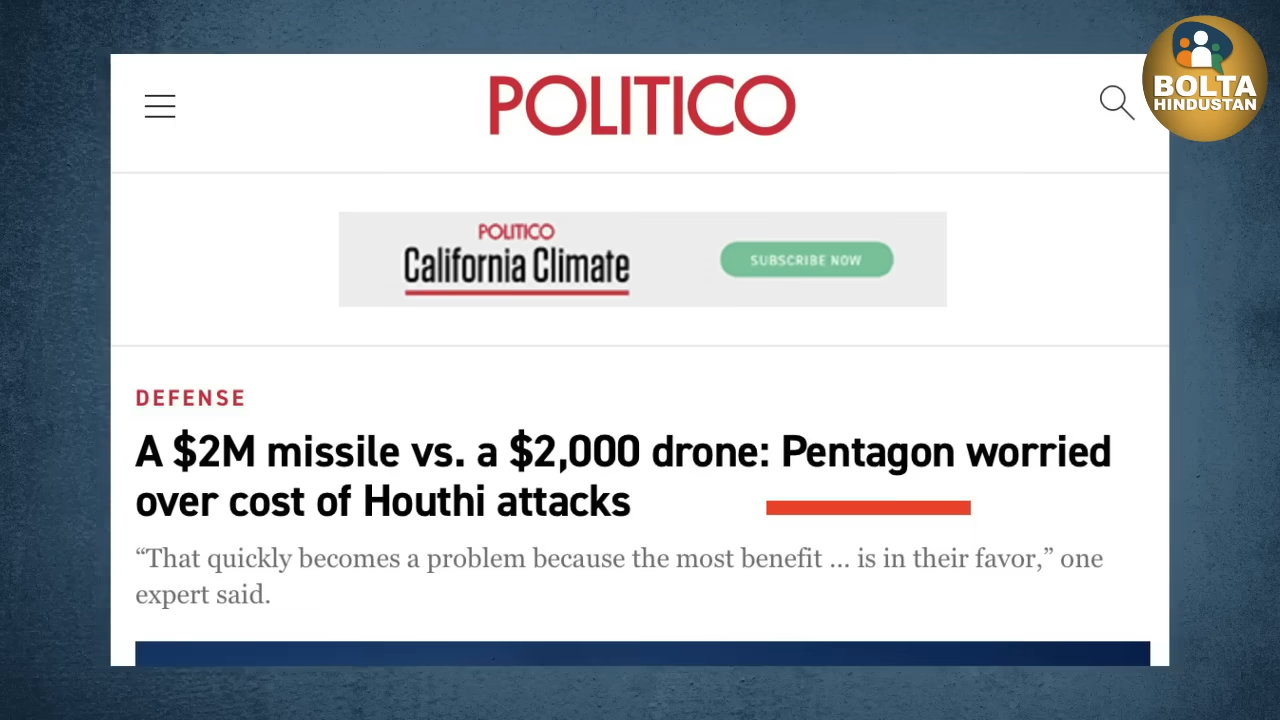 POLITICO
BOLTA
HINDUSTAN
POLITICO
California Climate
SUBSCRIBE NOW
DEFENSE
A $2M missile vs. a $2,000 drone: Pentagon worried
over cost of Houthi attacks
“That quickly becomes a problem because the most benefit ... is in their favor,” one
expert said.